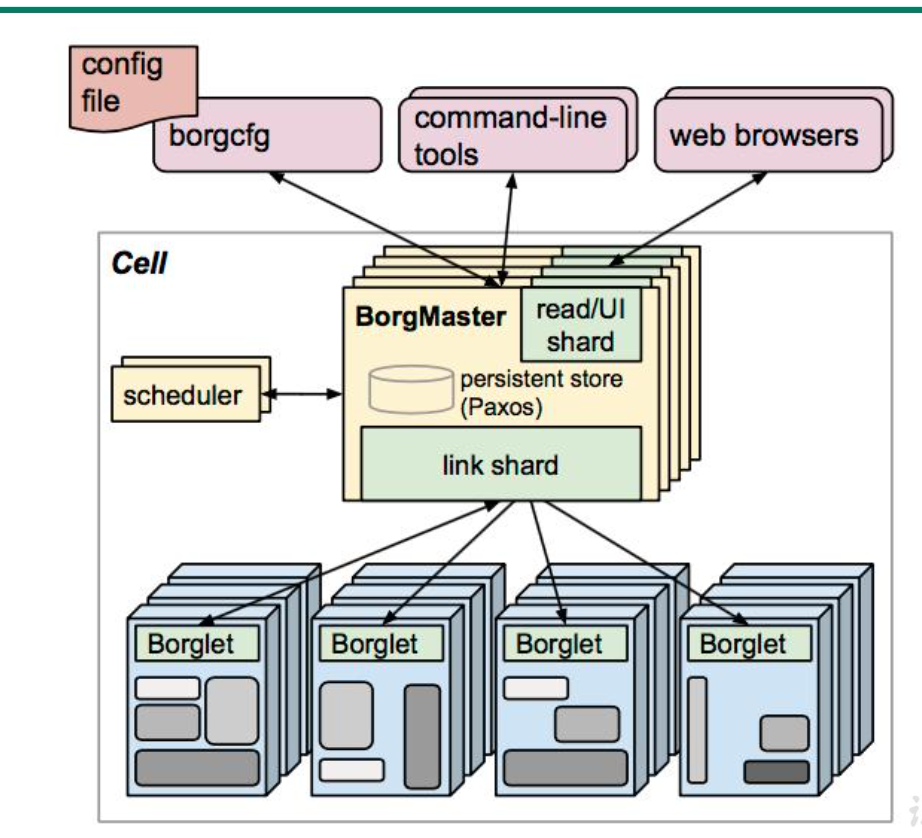 config
file
borgcfg
command-line
tools
web browsers
Cell
BorgMaster
read/UI
shard
persistent store
(Paxos)
scheduler
link shard
Borglet
Borglet
Borglet
Borglet